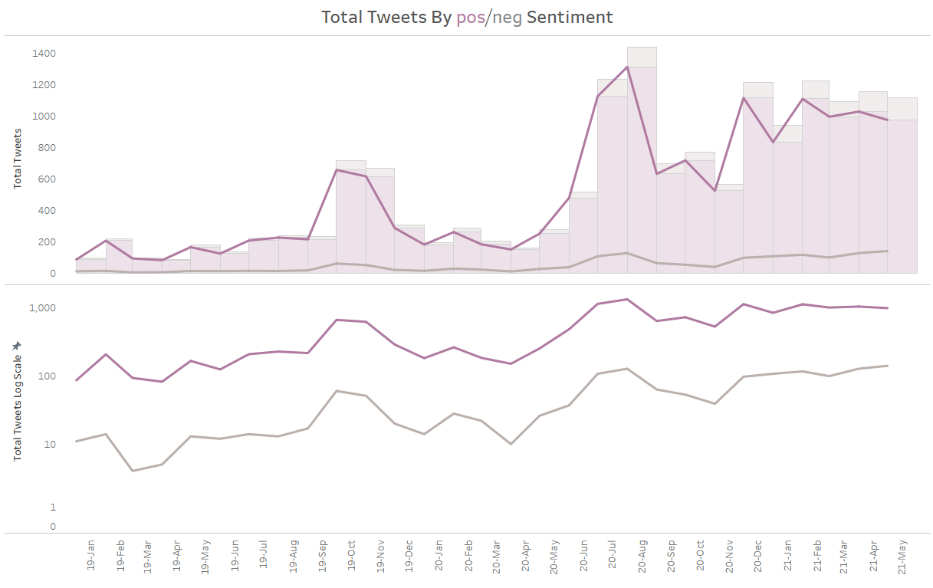 Total Tweets By pos/neg Sentiment
Total Tweets
1400
1200
1000
800
600
400
200
0
Total Tweets Log Scale
1,000
100
10
1
0
19-Jan
19-Feb
19-Mar
19-Apr
19-May
19-Jun
19-Jul
19-Aug
19-Sep
19-Oct
19-Nov
19-Dec
20-Jan
20-Feb
20-Mar
20-Apr
20-May
20-Jun
20-Jul
20-Aug
20-Sep
20-Oct
20-Nov
20-Dec
21-Jan
21-Feb
21-Mar
21-Apr
21-May